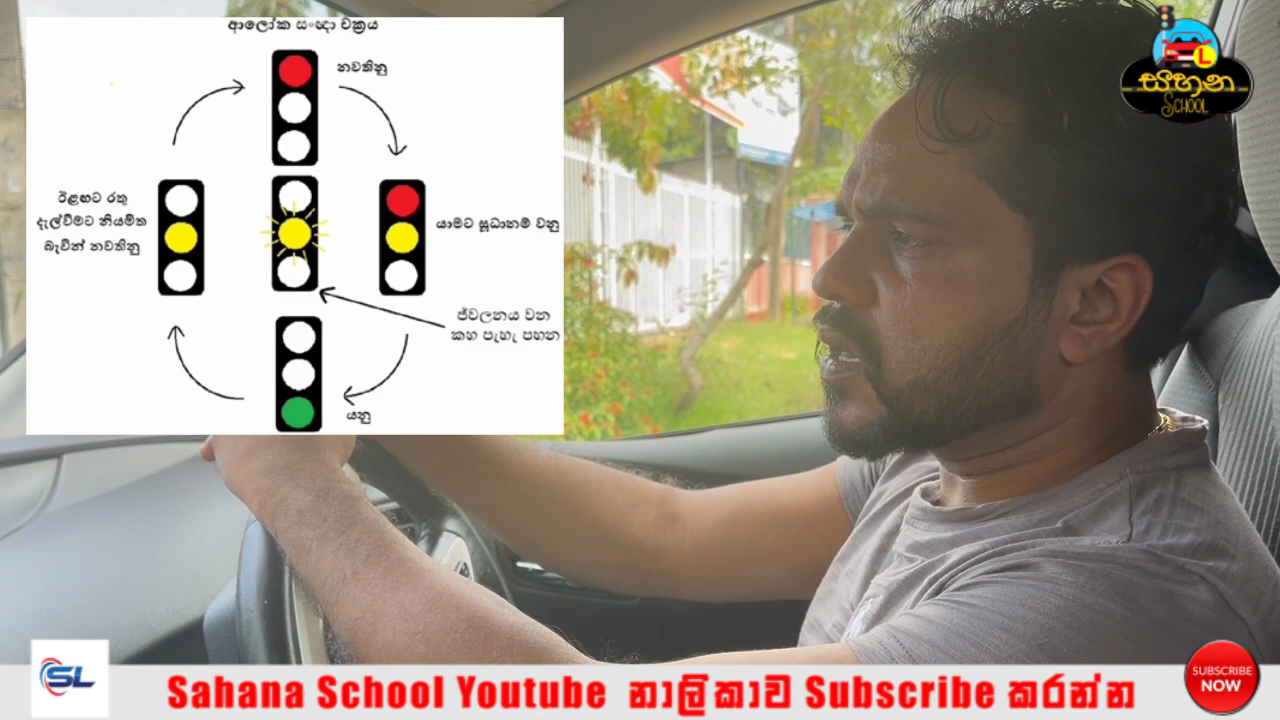 ආලෝක සංඥා චක්‍රය
නවතිනු
ඊළඟට රතු
දැල්වීමට නියමිත
බැවින් නවතිනු
යාමට සූධානම් වනු
ජ්වලනය වන
කහ පැහැ පහන
යනු
සහන
SCHOOL
L
SL
Sahana School Youtube නාලිකාව Subscribe කරන්න
SUBSCRIBE
NOW